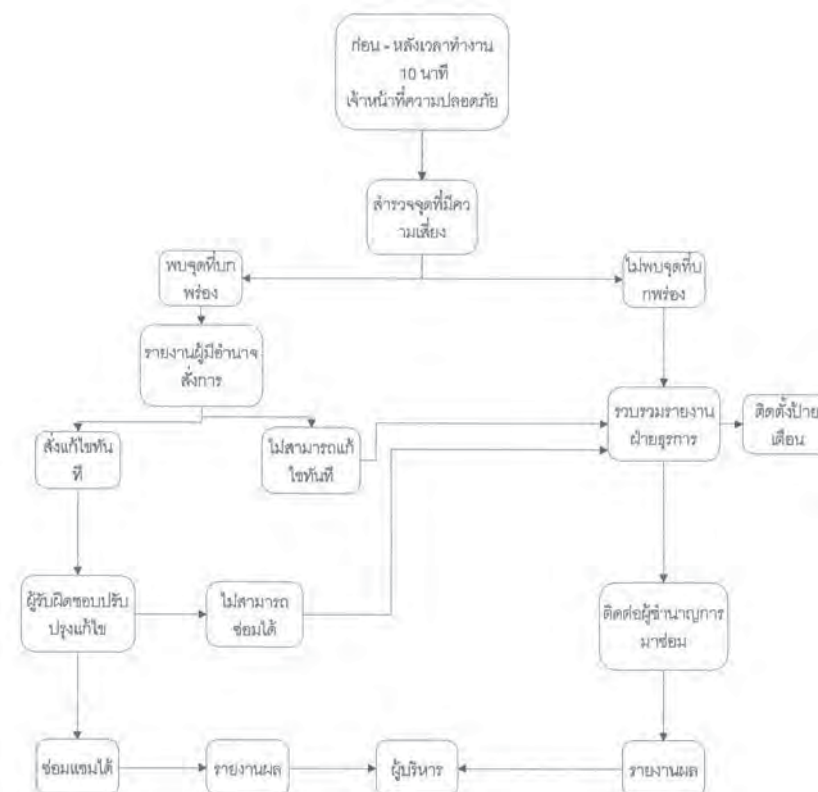 ก่อน - หลังเวลาทำงาน
10 นาที
เจ้าหน้าที่ความปลอดภัย
สำรวจจุดที่มีคว
ามเสี่ยง
พบจุดที่บก
พร่อง
ไม่พบจุดที่บ
กพร่อง
รายงานผู้มีอำนาจ
สั่งการ
สั่งแก้ไขทัน
ที
ไม่สามารถแก้
ไขทันที
รวบรวมรายงาน
ฝ่ายธุรการ
ติดตั้งป้าย
เตือน
ผู้รับผิดชอบปรับ
ปรุงแก้ไข
ไม่สามารถ
ซ่อมได้
ติดต่อผู้ชำนาญการ
มาซ่อม
ซ่อมแซมได้
รายงานผล
ผู้บริหาร
รายงานผล